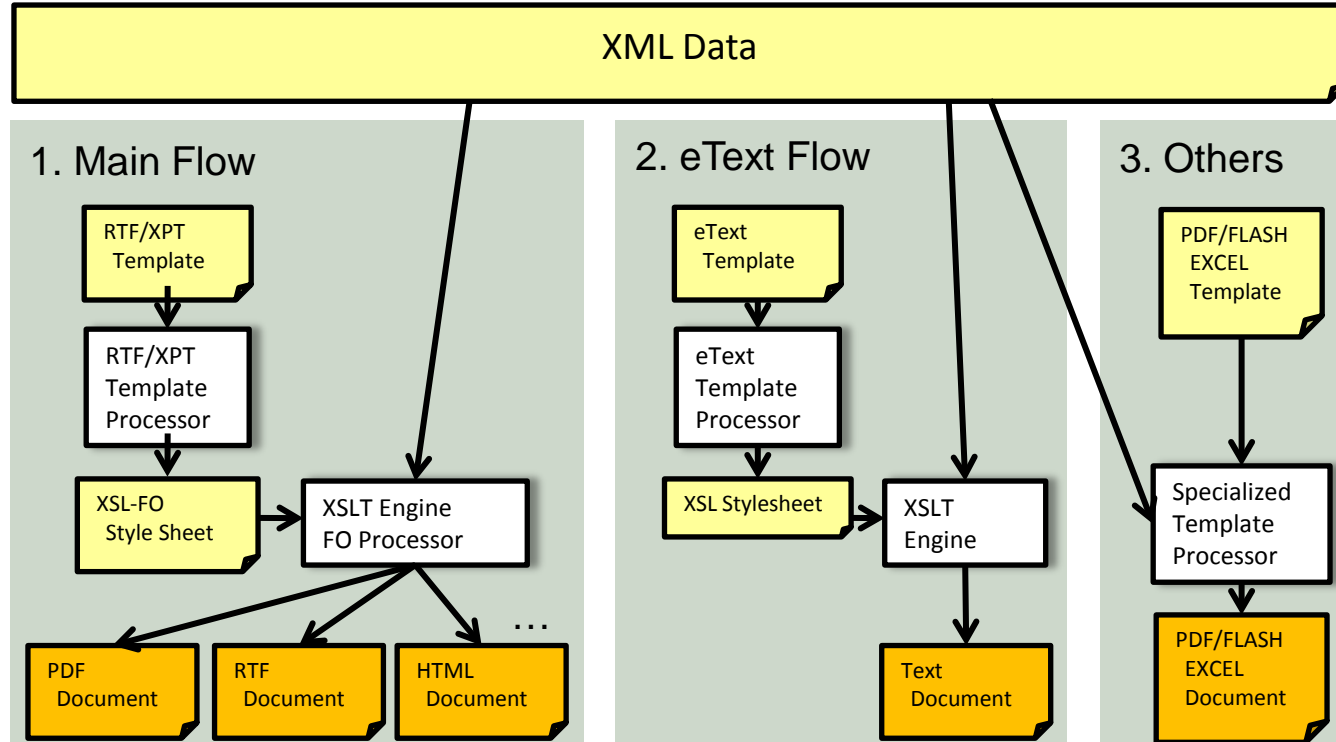 XML Data
1. Main Flow
RTF/XPT
Template
RTF/XPT
Template
Processor
XSL-FO
Style Sheet
XSLT Engine
FO Processor
…
PDF
Document
RTF
Document
HTML
Document
2. eText Flow
eText
Template
eText
Template
Processor
XSL Stylesheet
XSLT
Engine
Text
Document
3. Others
PDF/FLASH
EXCEL
Template
Specialized
Template
Processor
PDF/FLASH
EXCEL
Document